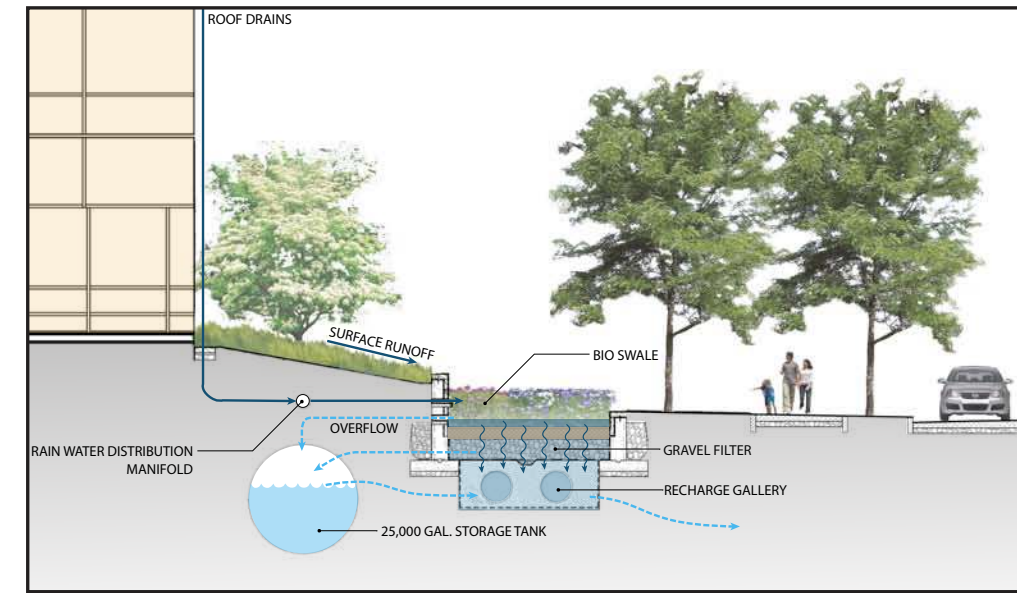 ROOF DRAINS
SURFACE RUNOFF
BIO SWALE
OVERFLOW
RAIN WATER DISTRIBUTION
MANIFOLD
GRAVEL FILTER
RECHARGE GALLERY
25,000 GAL. STORAGE TANK